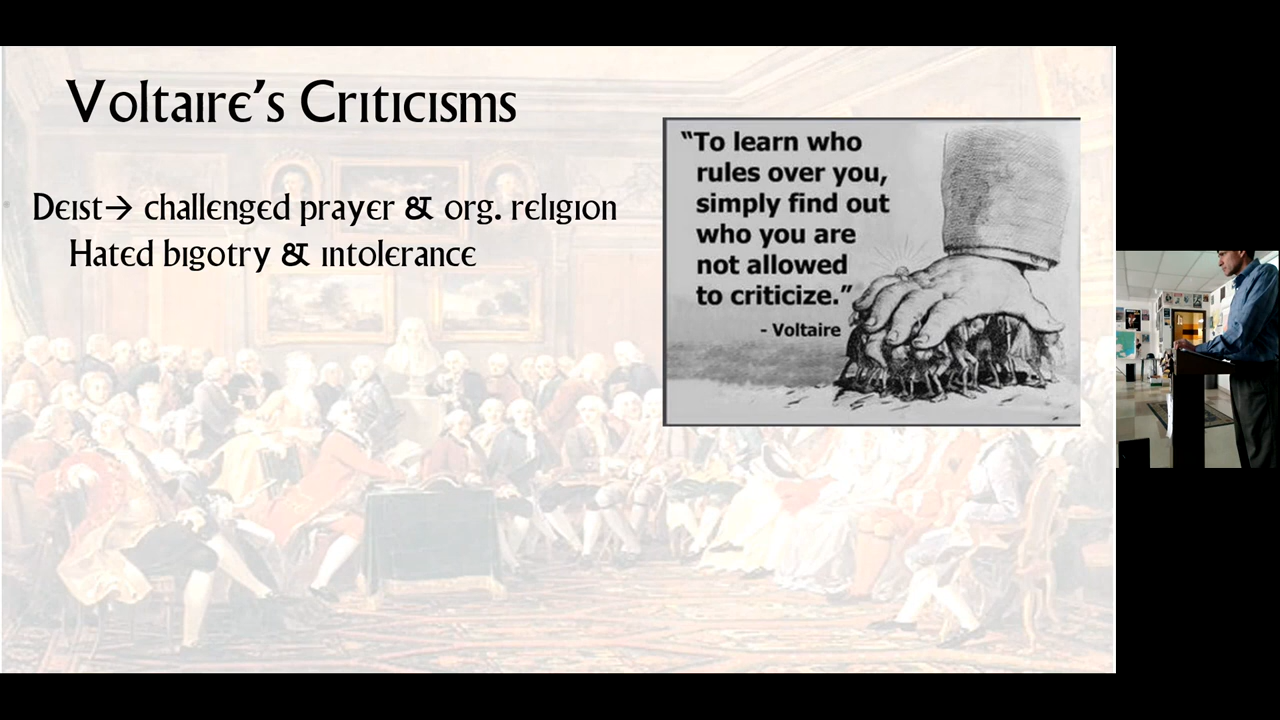 Voltaire's Criticisms
Deist→ challenged prayer & org. religion
Hated bigotry & intolerance
“To learn who
rules over you,
simply find out
who you are
not allowed
to criticize.”
- Voltaire